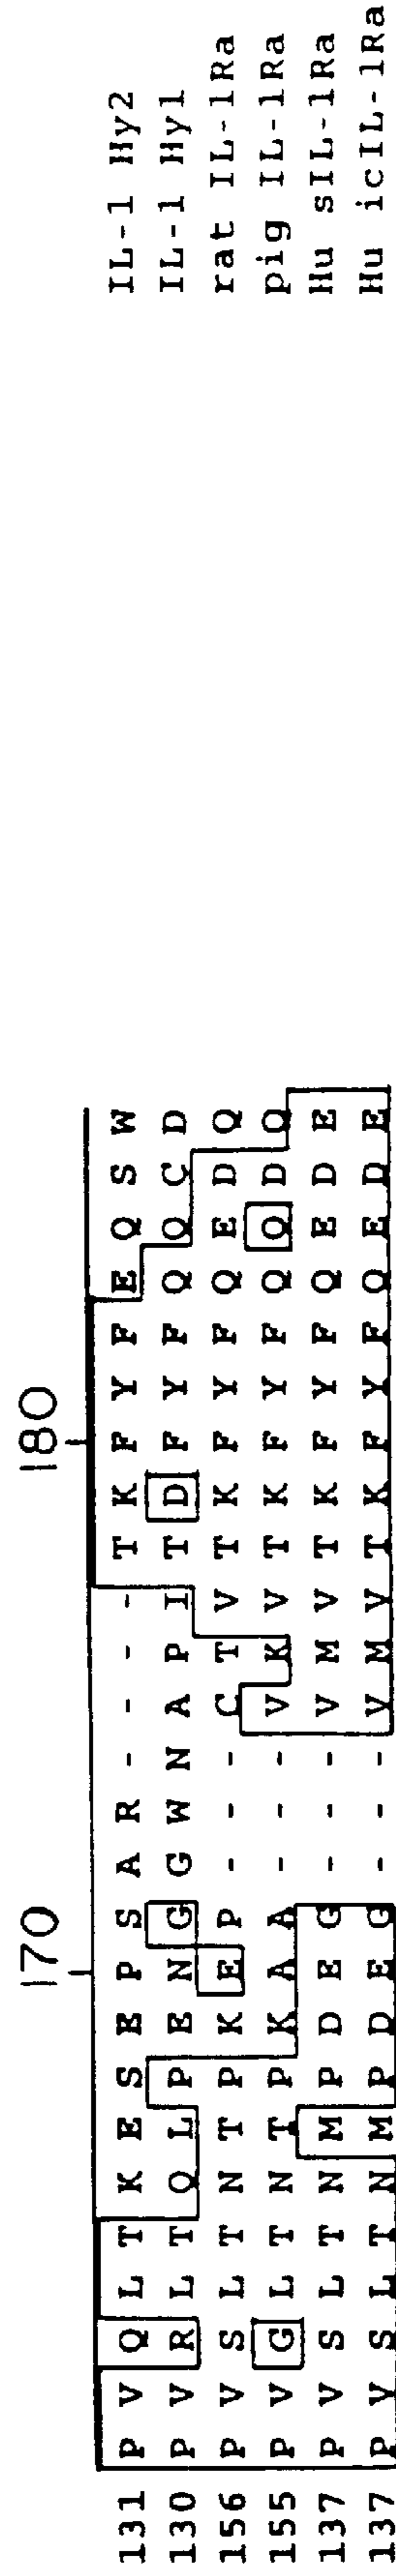 170 180
131 P V Q L T K E S E P S A R - - - - T K F Y F E Q S W IL-1 Hy2
130 P V R L T Q L P E N G G W N A P I T D F Y F Q Q C D IL-1 Hy1
156 P V S L T N T P K E P - - - C T V T K F Y F Q E D Q rat IL-1Ra
155 P V G L T N T P K A A - - - V K V T K F Y F Q Q D Q pig IL-1Ra
137 P V S L T N M P D E G - - - V M V T K F Y F Q E D E Hu sIL-1Ra
137 P V S L T N M P D E G - - - V M V T K F Y F Q E D E Hu icIL-1Ra